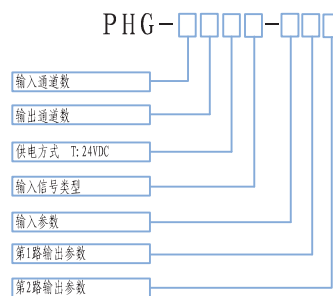 PHG-□□□□-□□□
输入通道数
输出通道数
供电方式 T:24VDC
输入信号类型
输入参数
第1路输出参数
第2路输出参数